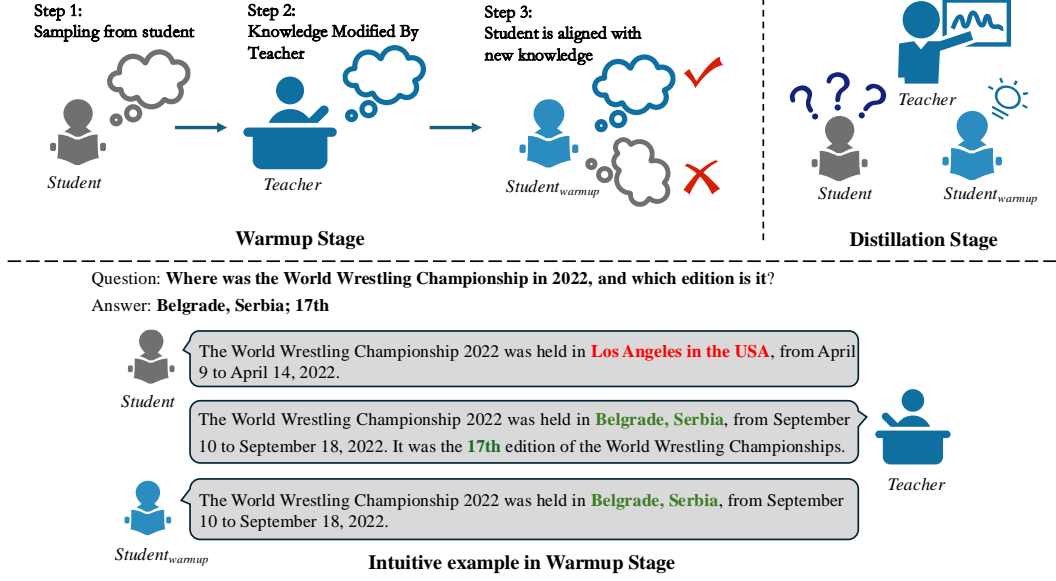 Step 1:
Sampling from student
Student
Step 2:
Knowledge Modified By
Teacher
Teacher
Step 3:
Student is aligned with
new knowledge
Student_warmup
Warmup Stage
Teacher
? ? ?
Student
Student_warmup
Distillation Stage
Question: Where was the World Wrestling Championship in 2022, and which edition is it?
Answer: Belgrade, Serbia; 17th
Student
The World Wrestling Championship 2022 was held in Los Angeles in the USA, from April
9 to April 14, 2022.
The World Wrestling Championship 2022 was held in Belgrade, Serbia, from September
10 to September 18, 2022. It was the 17th edition of the World Wrestling Championships.
Teacher
The World Wrestling Championship 2022 was held in Belgrade, Serbia, from September
10 to September 18, 2022.
Student_warmup
Intuitive example in Warmup Stage